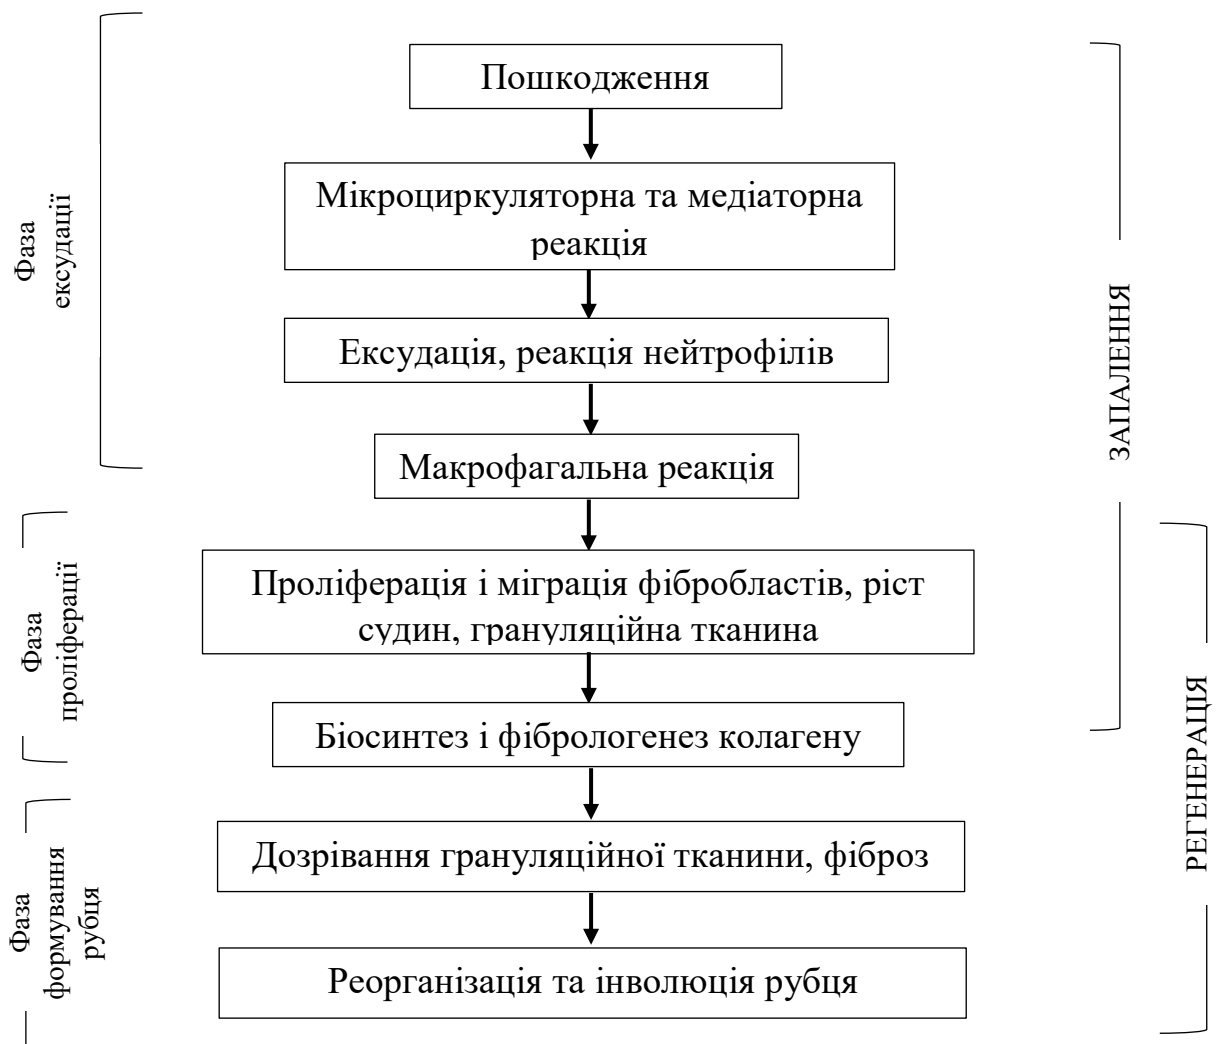 Пошкодження
Мікроциркуляторна та медіаторна
реакція
Ексудація, реакція нейтрофілів
Макрофагальна реакція
Проліферація і міграція фібробластів, ріст
судин, грануляційна тканина
Біосинтез і фібрологенез колагену
Дозрівання грануляційної тканини, фіброз
Реорганізація та інволюція рубця
Фаза
ексудації
Фаза
проліферації
Фаза
формування
рубця
ЗАПАЛЕННЯ
РЕГЕНЕРАЦІЯ